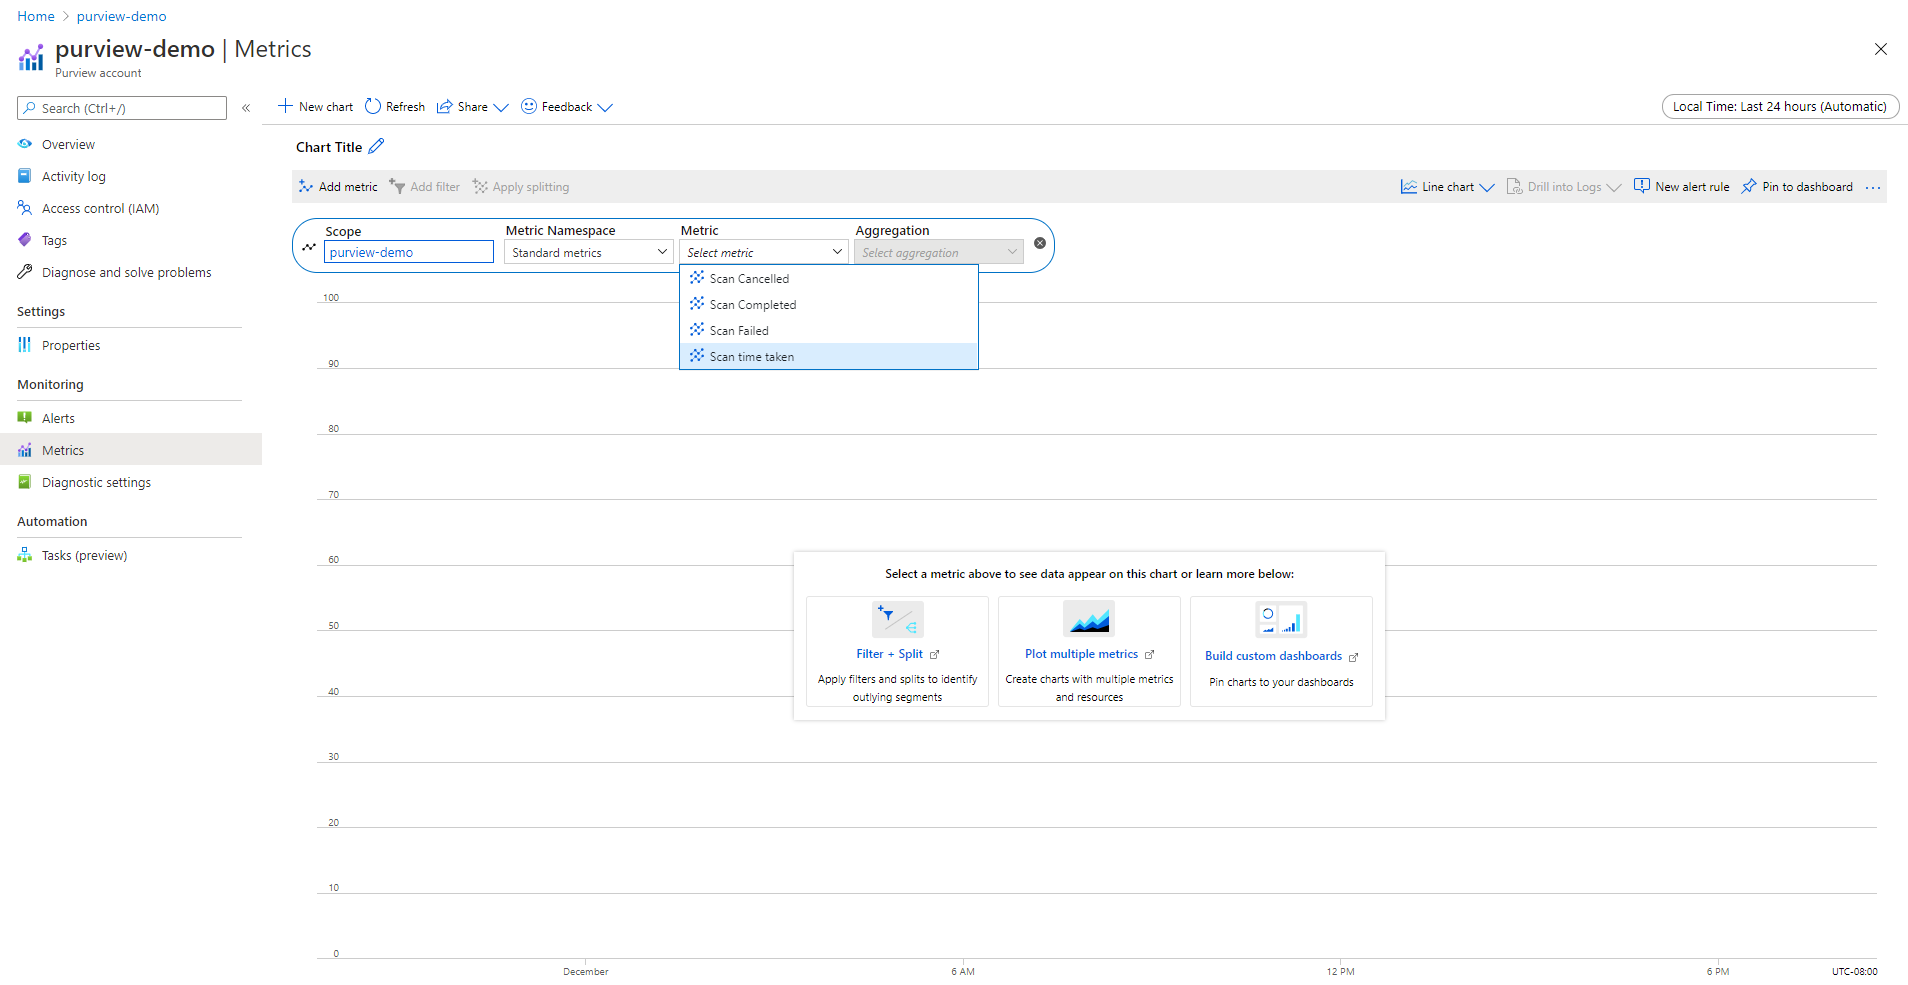 Home > purview-demo
purview-demo | Metrics
Purview account
Search (Ctrl+/)
«
Overview
Activity log
Access control (IAM)
Tags
Diagnose and solve problems
Settings
Properties
Monitoring
Alerts
Metrics
Diagnostic settings
Automation
Tasks (preview)
New chart Refresh Share Feedback
Local Time: Last 24 hours (Automatic)
Chart Title
Add metric Add filter Apply splitting
Line chart Drill into Logs New alert rule Pin to dashboard ...
Scope Metric Namespace Metric Aggregation
purview-demo Standard metrics Select metric Select aggregation
Scan Cancelled
Scan Completed
Scan Failed
Scan time taken
100
90
80
70
60
50
40
30
20
10
0
Select a metric above to see data appear on this chart or learn more below:
Filter + Split
Apply filters and splits to identify
outlying segments
Plot multiple metrics
Create charts with multiple metrics
and resources
Build custom dashboards
Pin charts to your dashboards
December 6 AM 12 PM 6 PM UTC-08:00